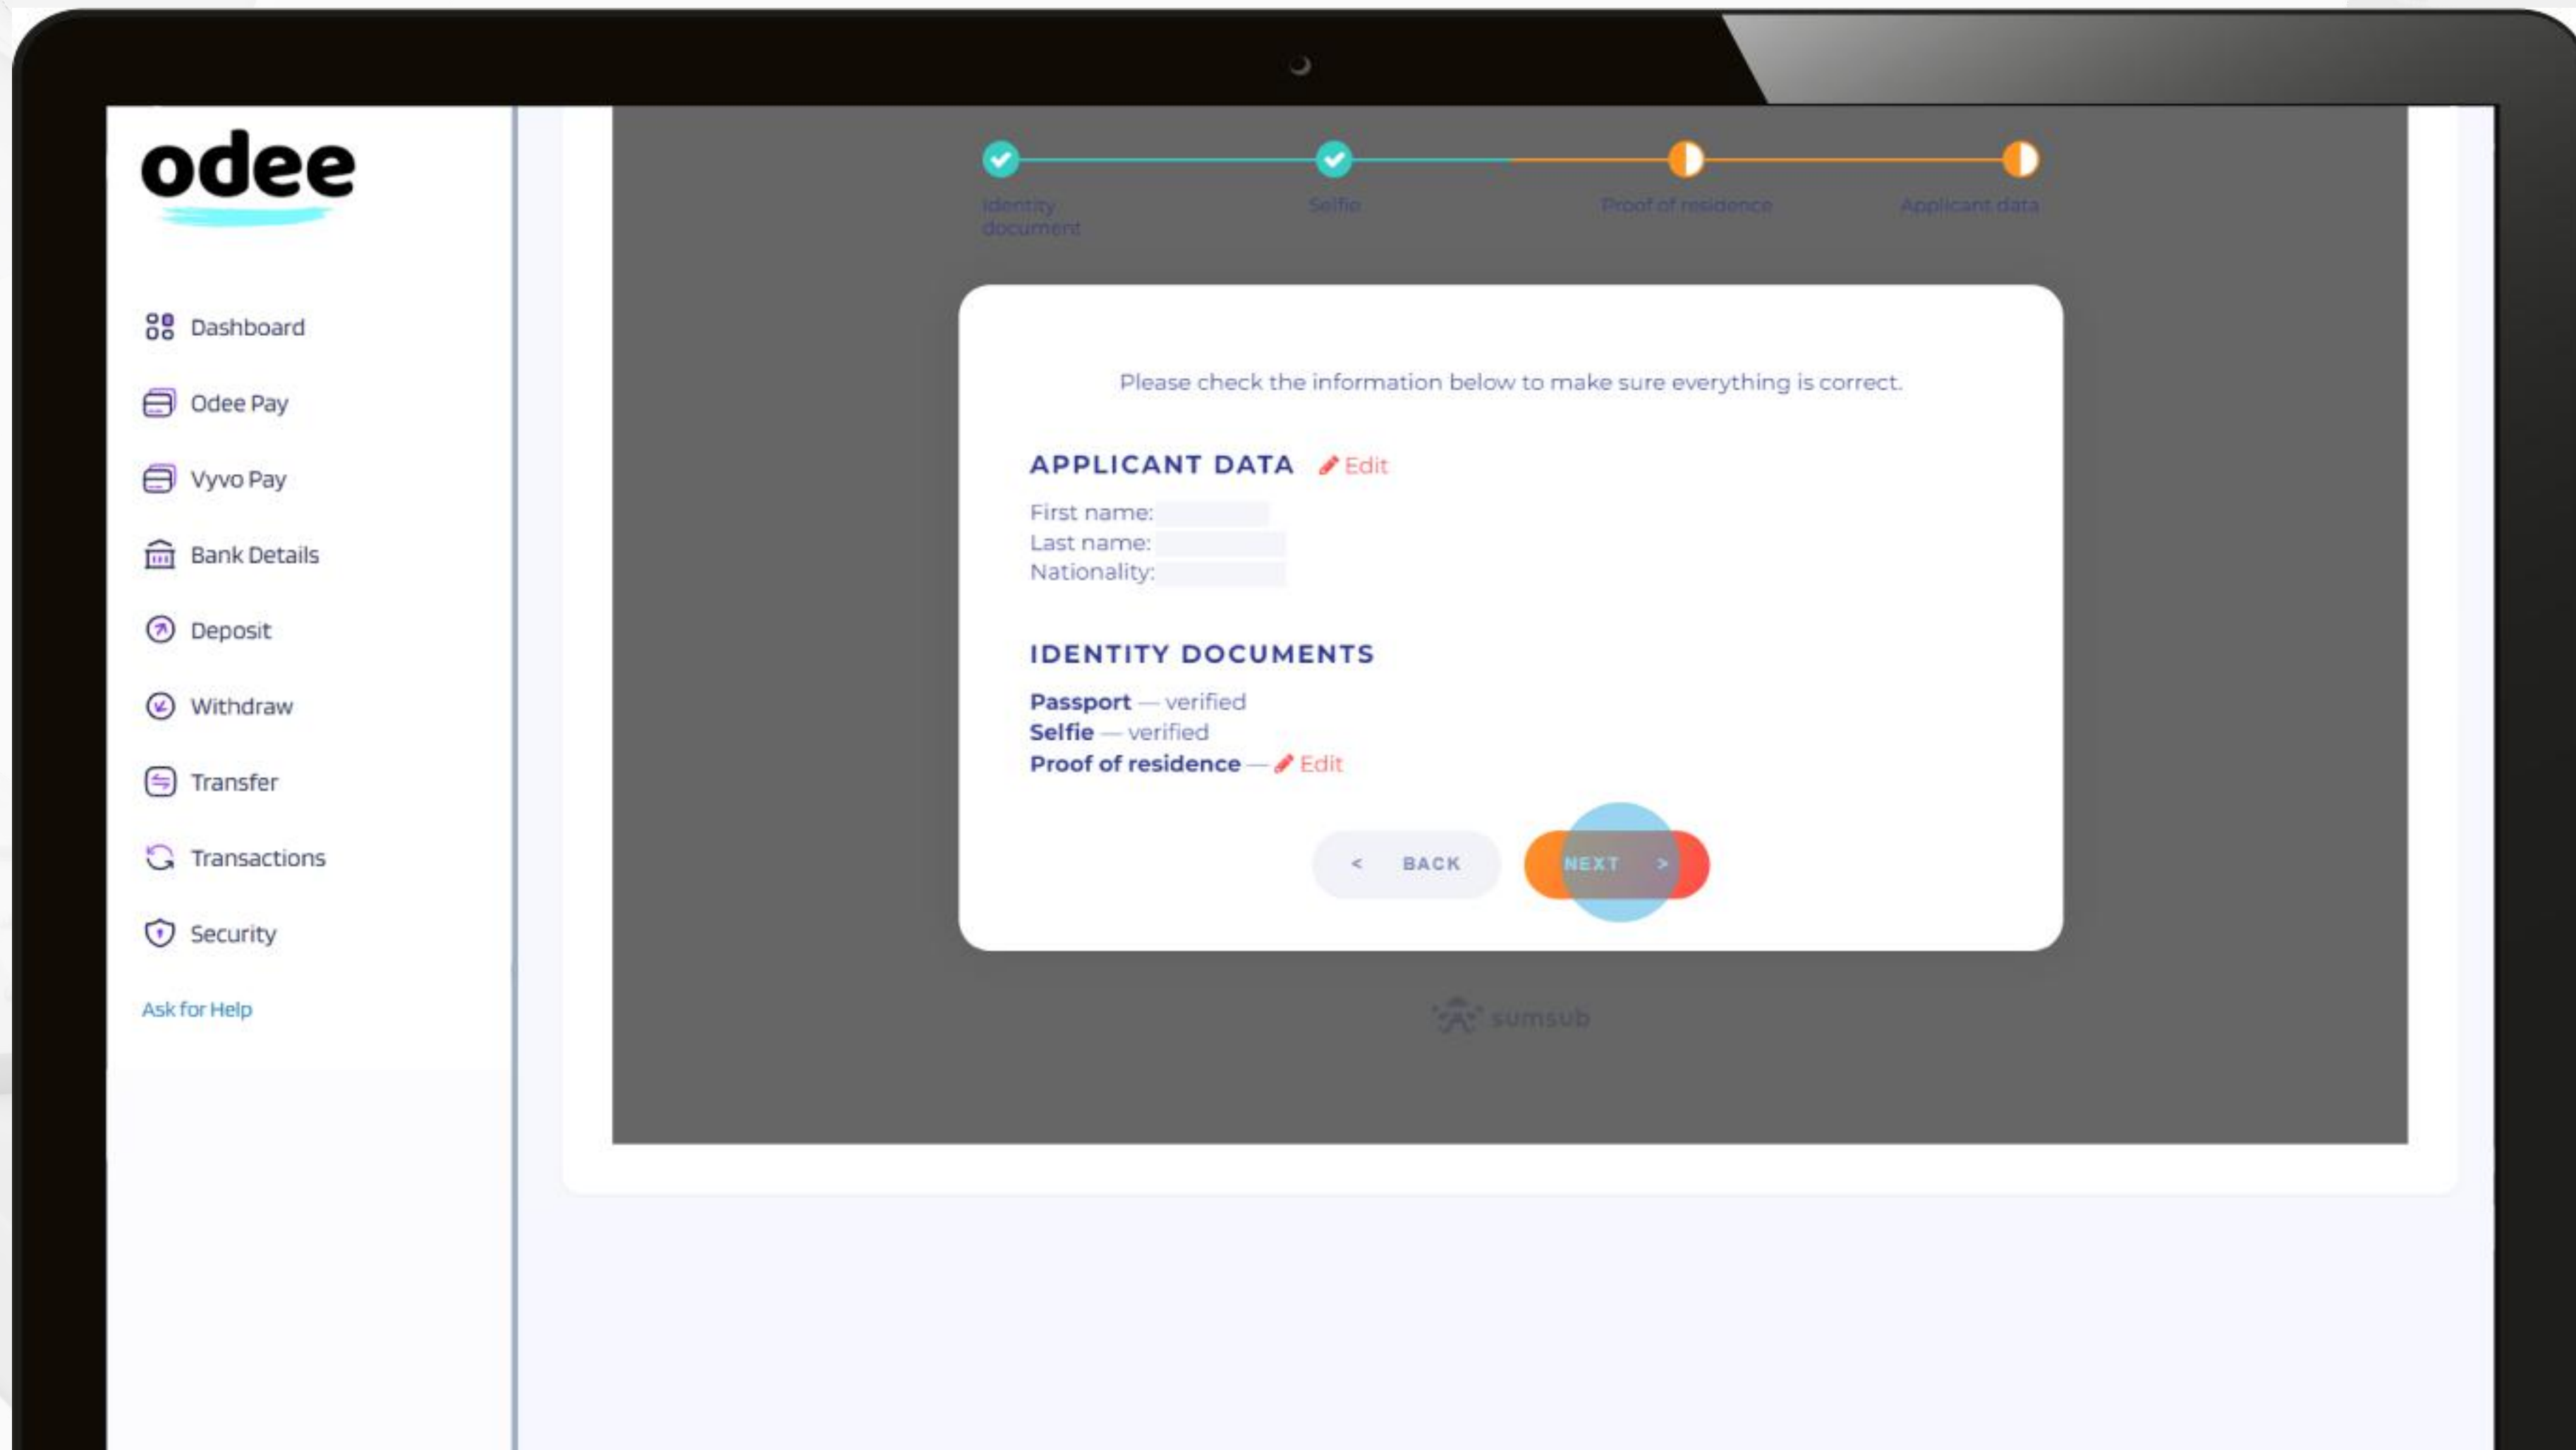 odee
Dashboard
Odee Pay
Vyvo Pay
Bank Details
Deposit
Withdraw
Transfer
Transactions
Security
Ask for Help
Identity
document
Selfie
Proof of residence
Applicant data
Please check the information below to make sure everything is correct.
APPLICANT DATA Edit
First name:
Last name:
Nationality:
IDENTITY DOCUMENTS
Passport — verified
Selfie — verified
Proof of residence — Edit
< BACK
NEXT >
sumsub